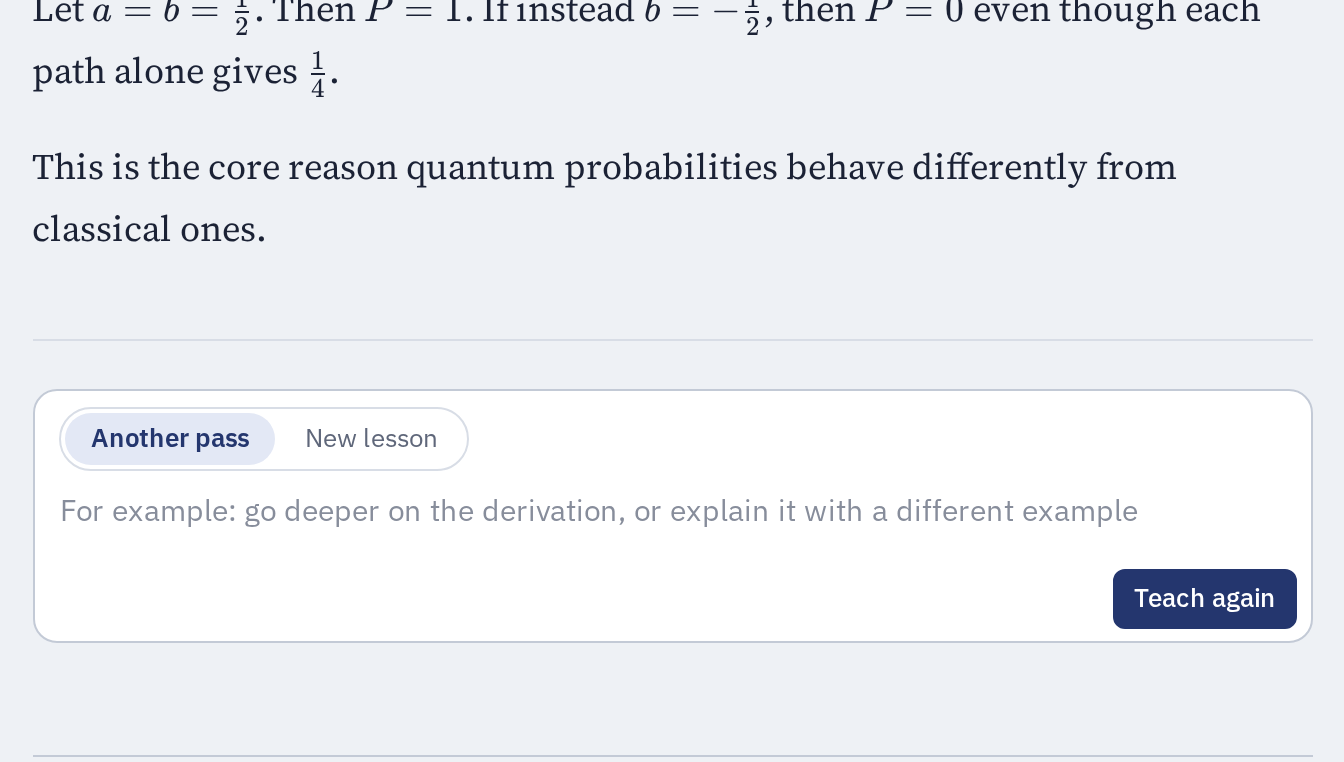 Let a = b = 1/2. Then P = 1. If instead b = −1/2, then P = 0 even though each
path alone gives 1/4.
This is the core reason quantum probabilities behave differently from
classical ones.
Another pass New lesson
For example: go deeper on the derivation, or explain it with a different example
Teach again